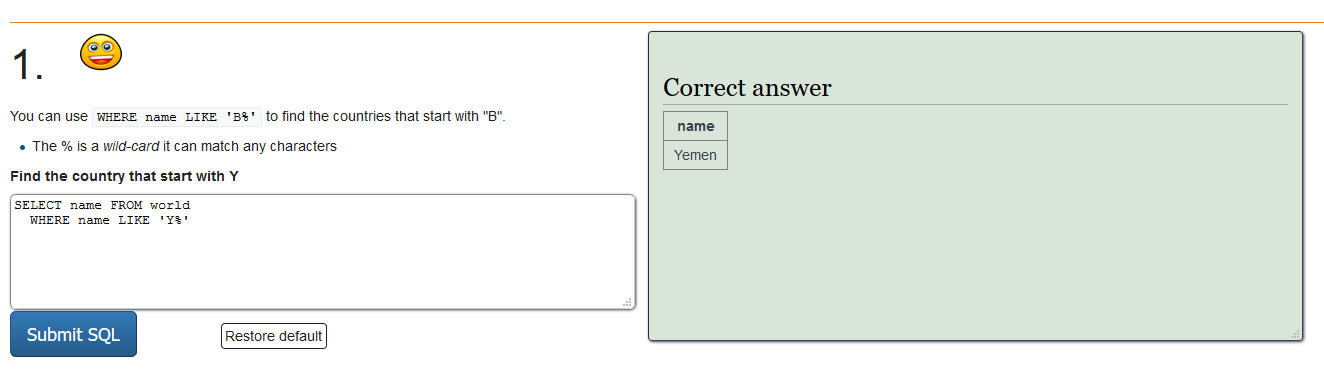 1.
You can use WHERE name LIKE 'B%' to find the countries that start with "B".
The % is a wild-card it can match any characters
Find the country that start with Y
SELECT name FROM world
WHERE name LIKE 'Y%'
Submit SQL
Restore default
Correct answer
name
Yemen